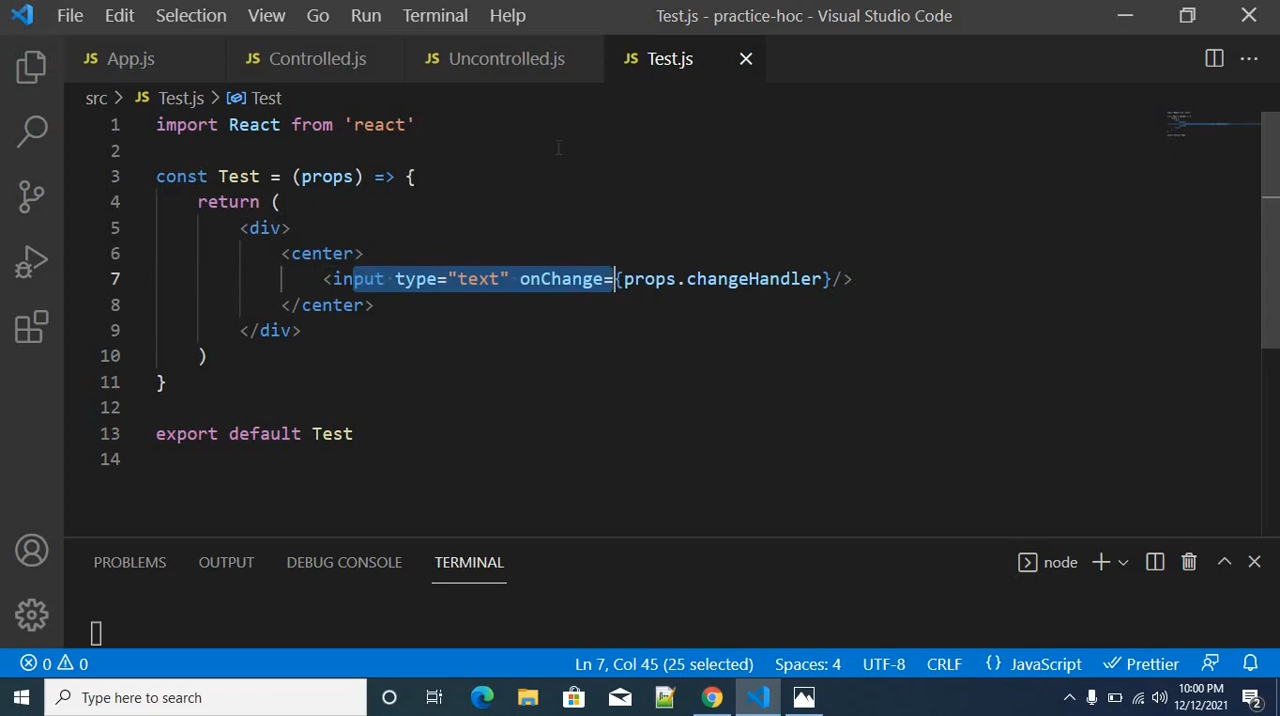 File Edit Selection View Go Run Terminal Help Test.js - practice-hoc - Visual Studio Code
JS App.js JS Controlled.js JS Uncontrolled.js JS Test.js
src > JS Test.js > Test
1 import React from 'react'
2
3 const Test = (props) => {
4 return (
5 <div>
6 <center>
7 <input type="text" onChange={props.changeHandler}/>
8 </center>
9 </div>
10 )
11 }
12
13 export default Test
14
PROBLEMS OUTPUT DEBUG CONSOLE TERMINAL node
0 0 Ln 7, Col 45 (25 selected) Spaces: 4 UTF-8 CRLF {} JavaScript Prettier
Type here to search
10:00 PM
12/12/2021
2